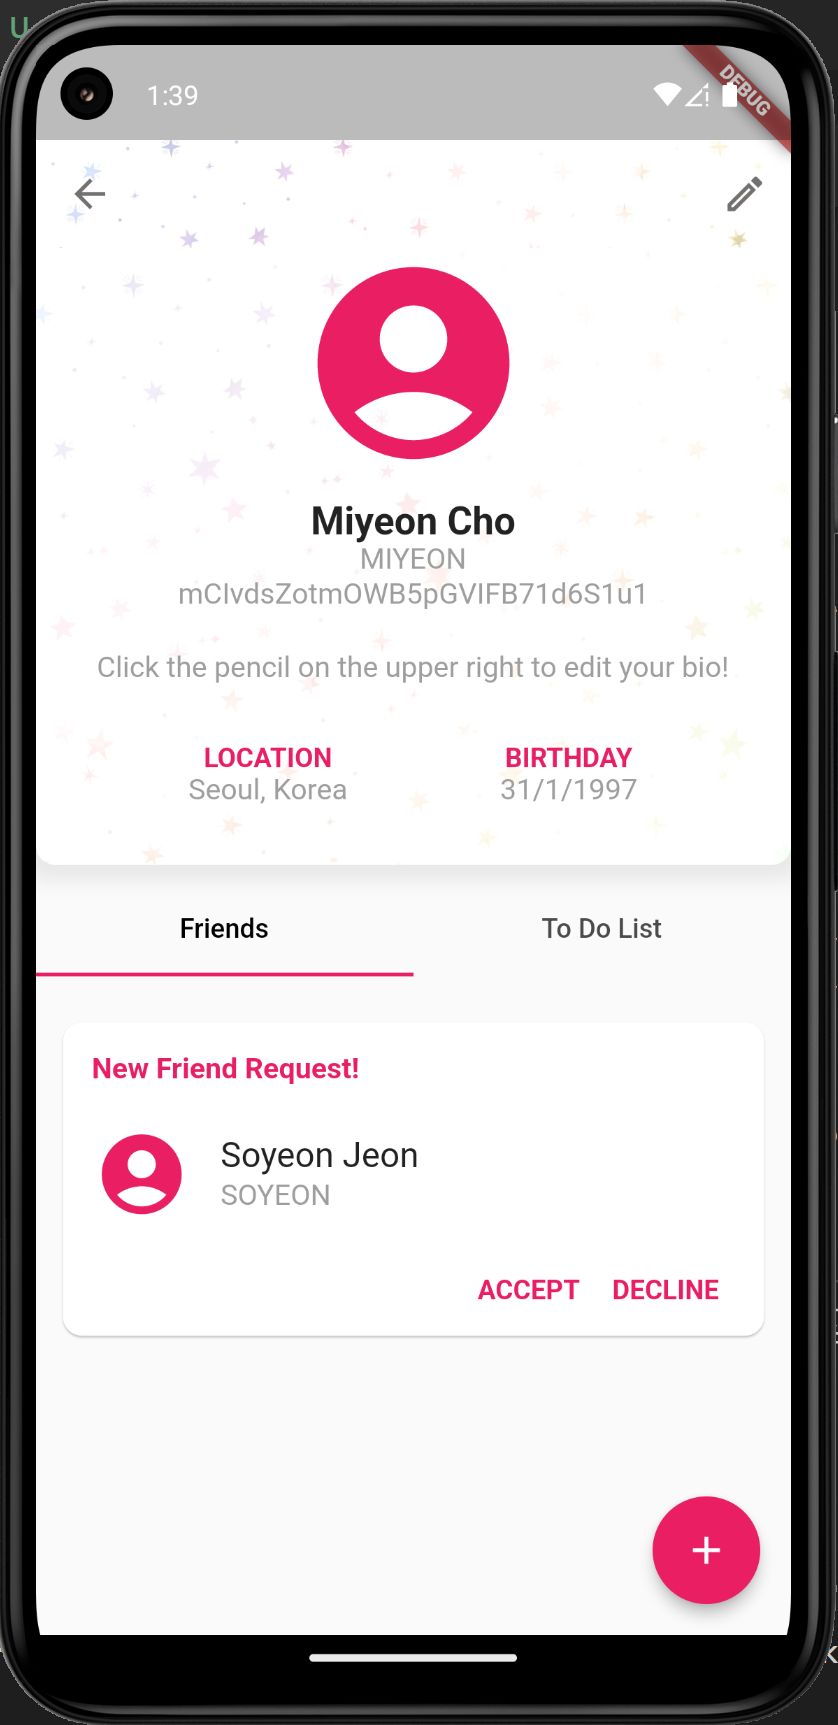 U
1:39
DEBUG
Miyeon Cho
MIYEON
mCIvdsZotmOWB5pGVIFB71d6S1u1
Click the pencil on the upper right to edit your bio!
LOCATION
BIRTHDAY
Seoul, Korea
31/1/1997
Friends
To Do List
New Friend Request!
Soyeon Jeon
SOYEON
ACCEPT
DECLINE
k